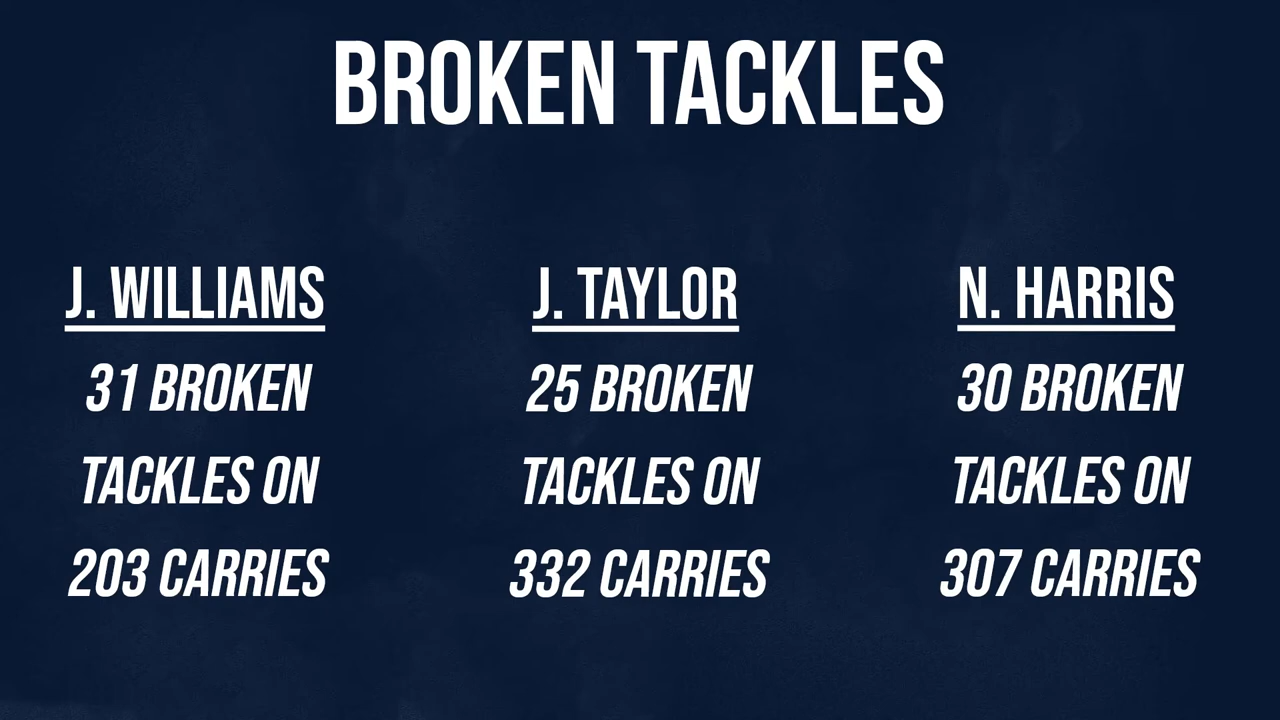 BROKEN TACKLES
J. WILLIAMS
31 BROKEN
TACKLES ON
203 CARRIES
J. TAYLOR
25 BROKEN
TACKLES ON
332 CARRIES
N. HARRIS
30 BROKEN
TACKLES ON
307 CARRIES